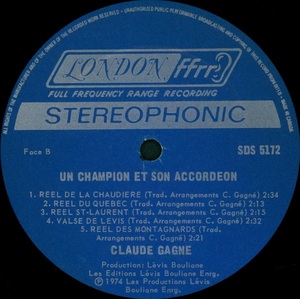 LONDON ffrr
FULL FREQUENCY RANGE RECORDING
STEREOPHONIC
Face B
SDS 5172
UN CHAMPION ET SON ACCORDEON
1. REEL DE LA CHAUDIERE (Trad. Arrangements C. Gagné) 2:34
2. REEL DU QUEBEC (Trad. Arrangements C. Gagné) 2:13
3. REEL ST-LAURENT (Trad. Arrangements C. Gagné) 2:15
4. VALSE DE LEVIS (Trad. Arrangements C. Gagné) 2:32
5. REEL DES MONTAGNARDS (Trad. Arrangements
C. Gagné) 2:21
CLAUDE GAGNE
Production: Lévis Bouliane
Les Editions Lévis Bouliane Enrg.
℗ 1974 Les Productions Lévis
Bouliane Enrg.